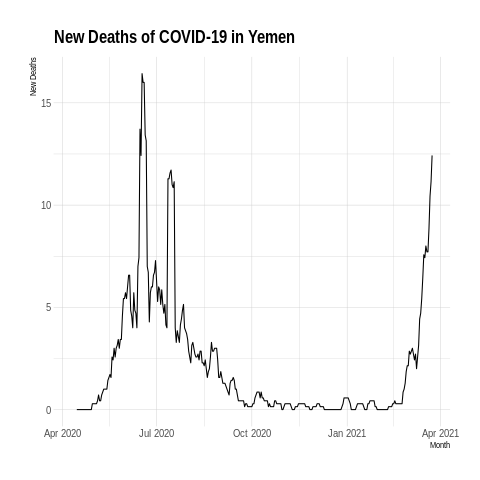 New Deaths of COVID-19 in Yemen
New Deaths
15
10
5
0
Apr 2020 Jul 2020 Oct 2020 Jan 2021 Apr 2021
Month